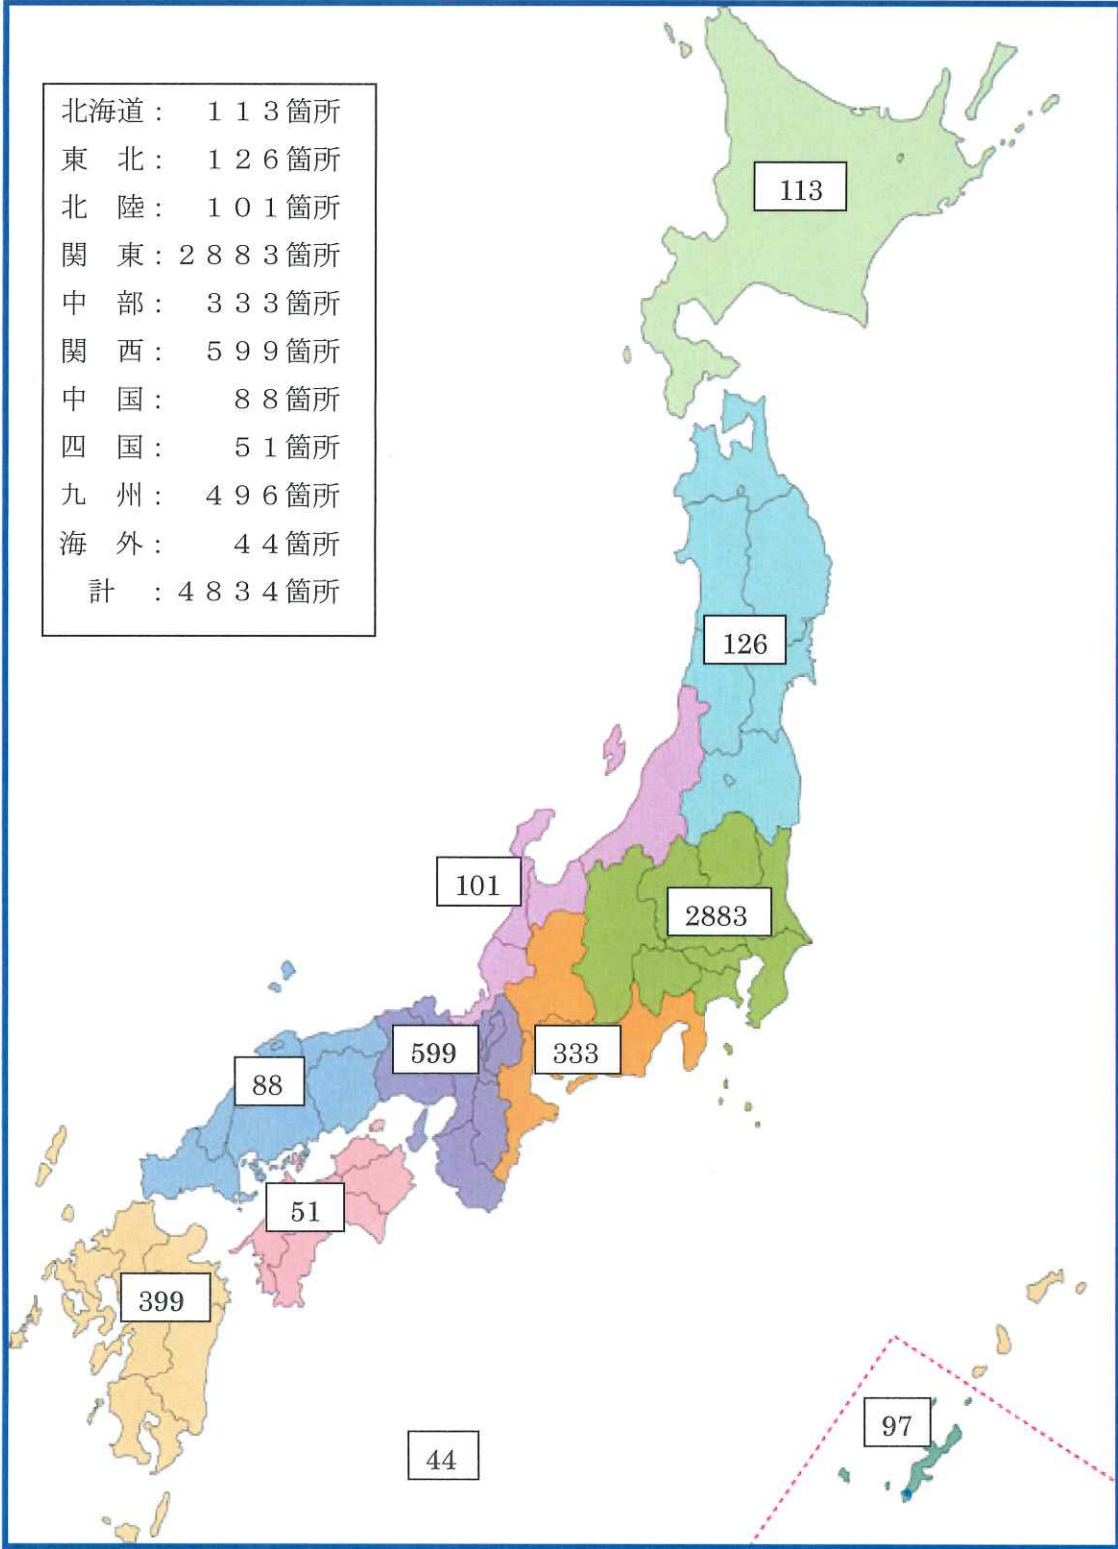 北海道： １１３箇所
東　北： １２６箇所
北　陸： １０１箇所
関　東：２８８３箇所
中　部： ３３３箇所
関　西： ５９９箇所
中　国： ８８箇所
四　国： ５１箇所
九　州： ４９６箇所
海　外： ４４箇所
計　：４８３４箇所
113
126
101
2883
599
333
88
51
399
97
44